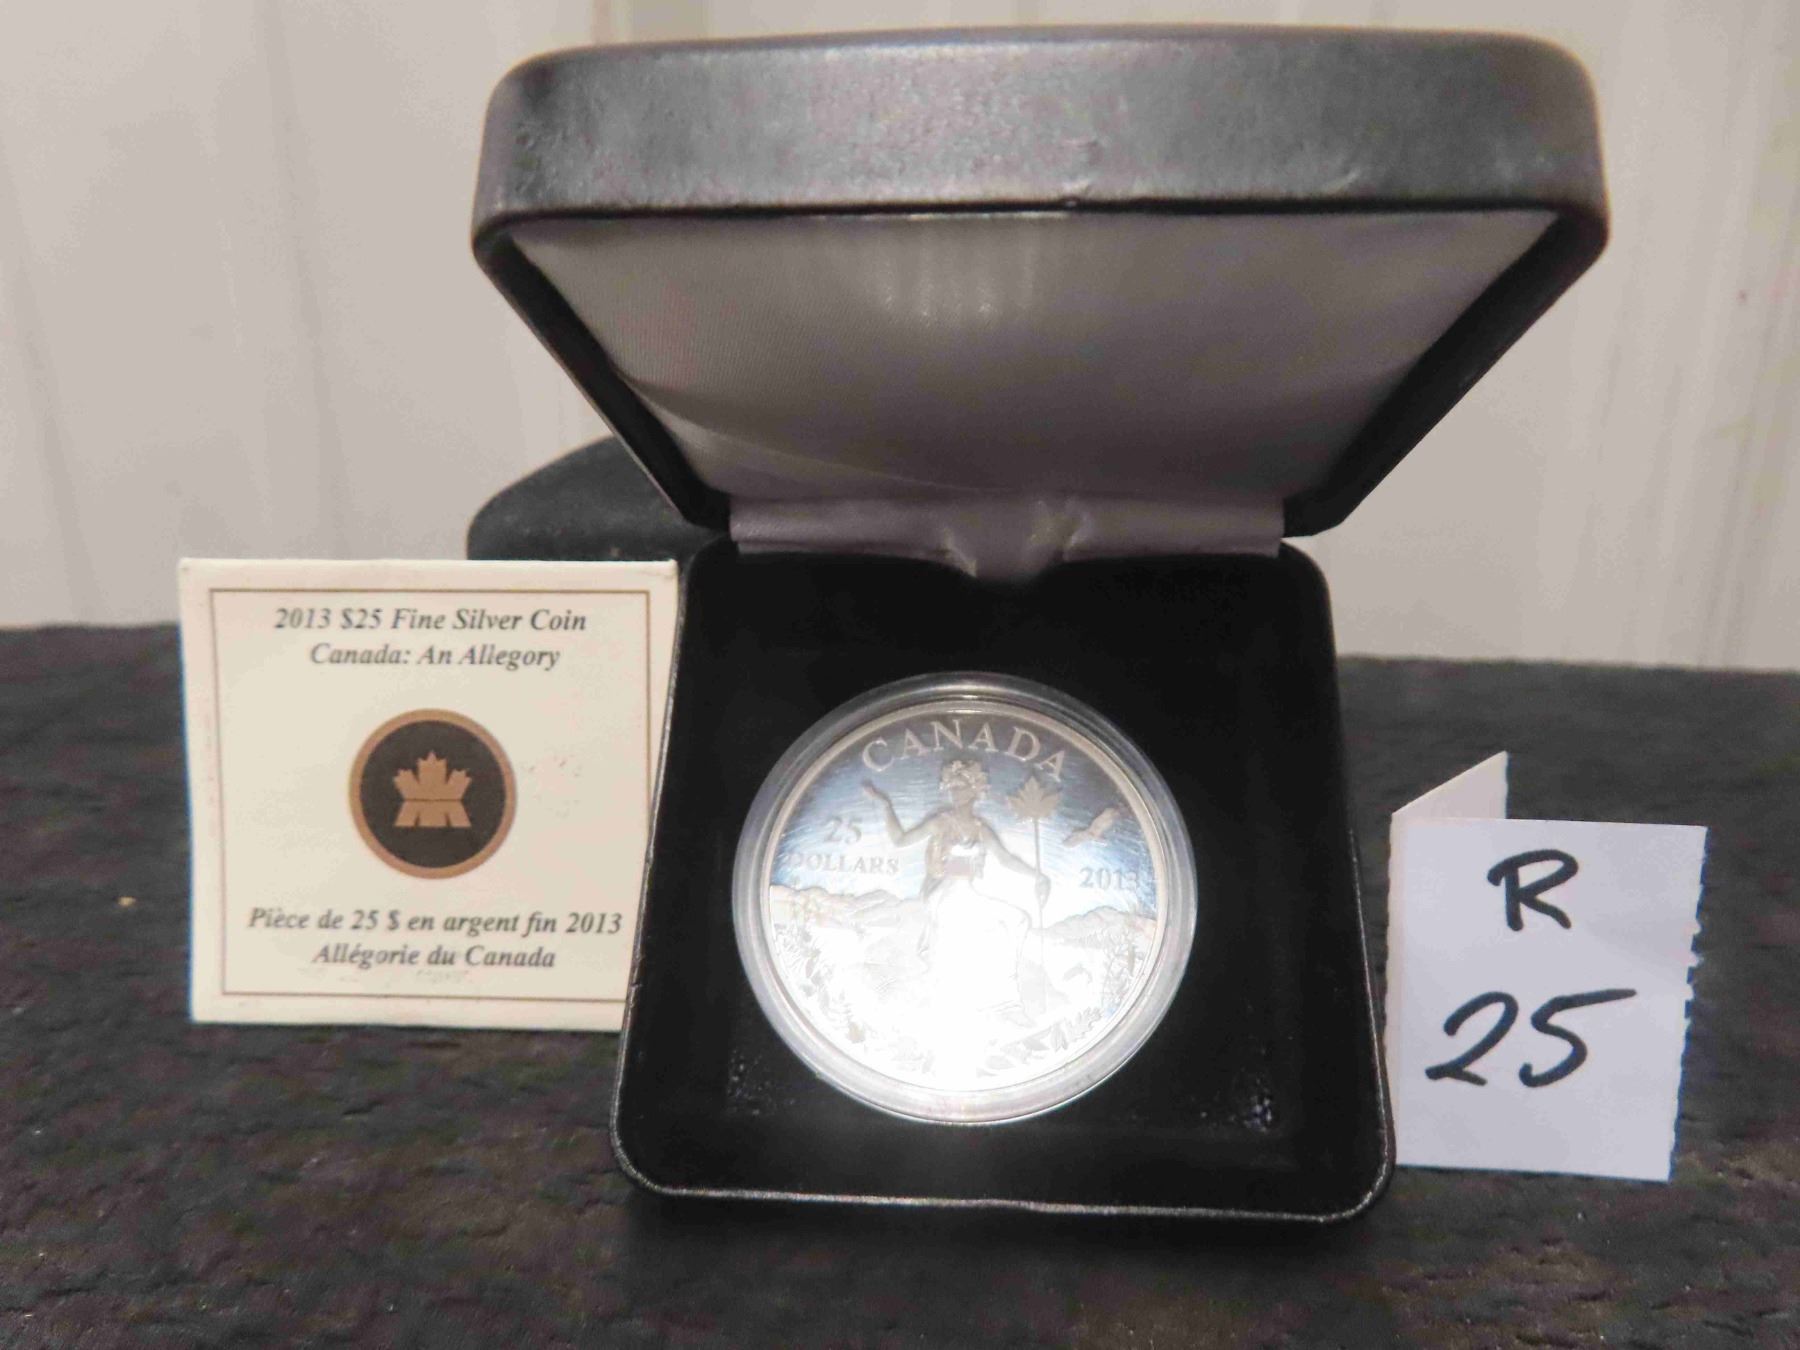 2013 $25 Fine Silver Coin
Canada: An Allegory
Pièce de 25 $ en argent fin 2013
Allégorie du Canada
CANADA
25
DOLLARS
2013
R
25